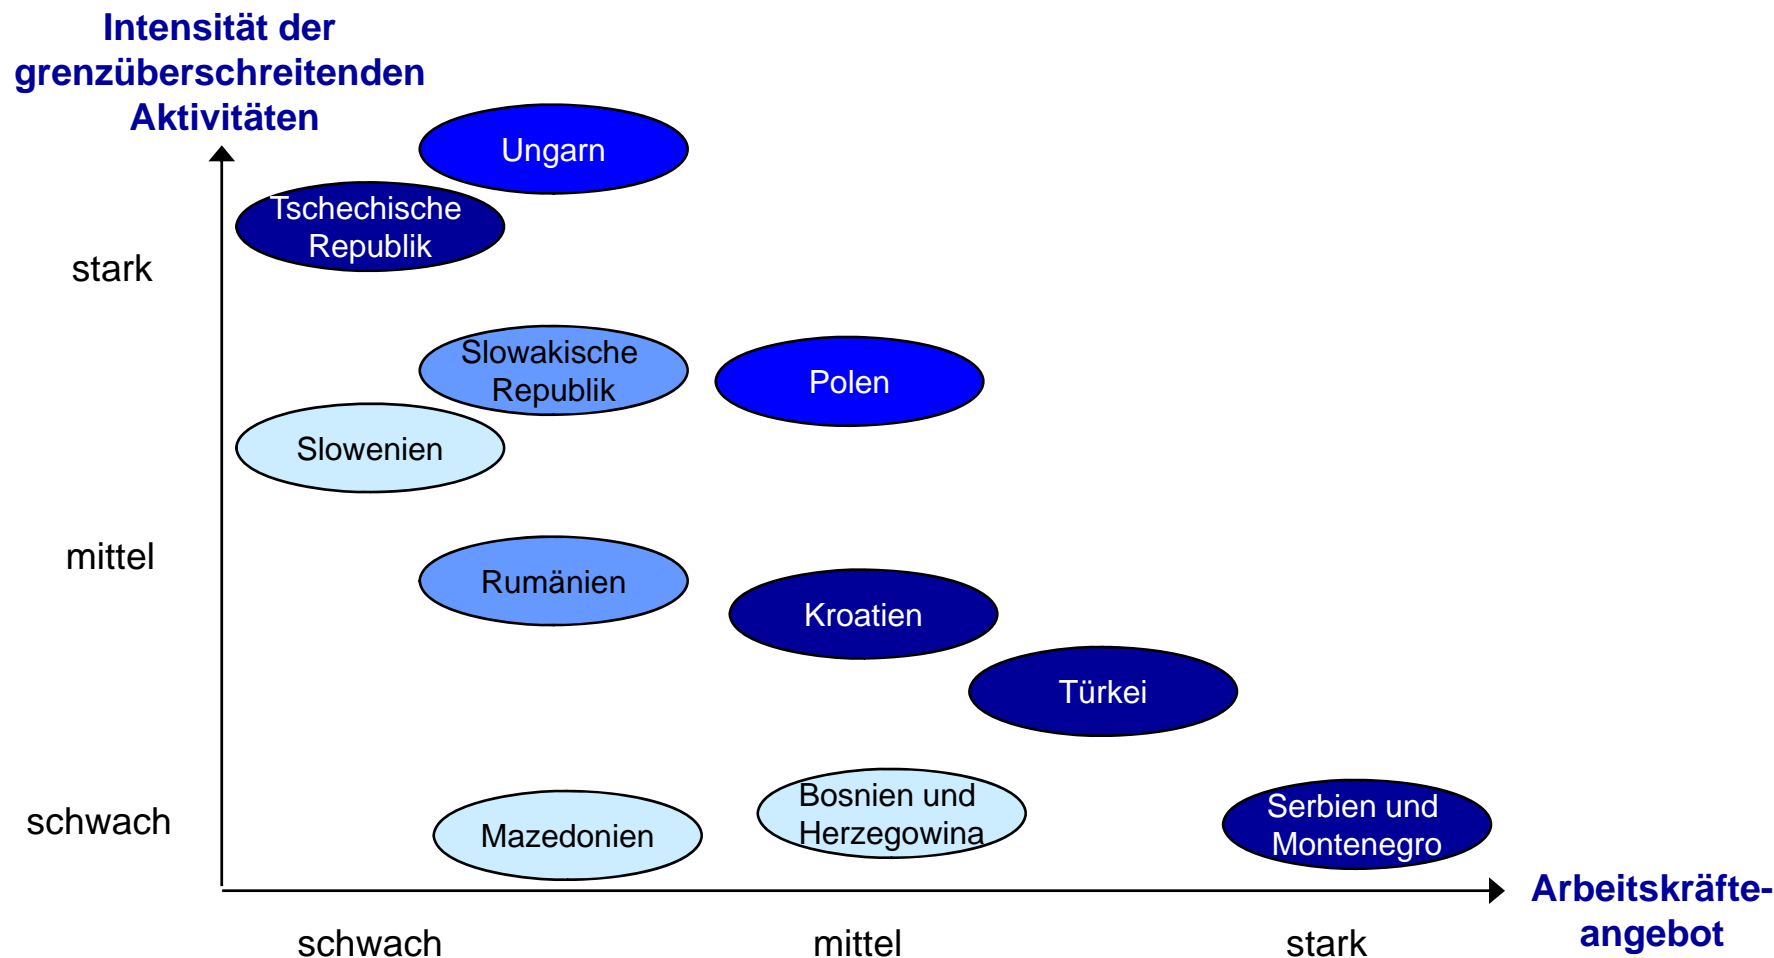 Intensität der
grenzüberschreitenden
Aktivitäten
Ungarn
Tschechische
Republik
stark
Slowakische
Republik
Polen
Slowenien
mittel
Rumänien
Kroatien
Türkei
schwach
Mazedonien
Bosnien und
Herzegowina
Serbien und
Montenegro
Arbeitskräfte-
angebot
schwach
mittel
stark